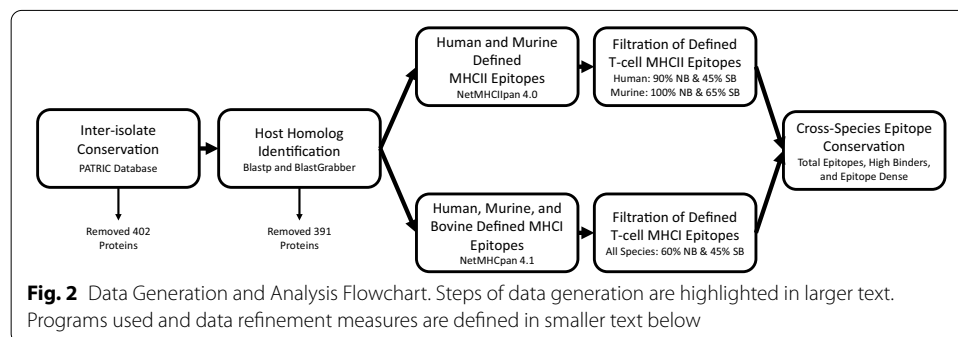 Inter-isolate
Conservation
PATRIC Database
Removed 402
Proteins
Host Homolog
Identification
Blastp and BlastGrabber
Removed 391
Proteins
Human and Murine
Defined
MHCII Epitopes
NetMHCIIpan 4.0
Filtration of Defined
T-cell MHCII Epitopes
Human: 90% NB & 45% SB
Murine: 100% NB & 65% SB
Human, Murine, and
Bovine Defined MHCI
Epitopes
NetMHCpan 4.1
Filtration of Defined
T-cell MHCI Epitopes
All Species: 60% NB & 45% SB
Cross-Species Epitope
Conservation
Total Epitopes, High Binders,
and Epitope Dense
Fig. 2 Data Generation and Analysis Flowchart. Steps of data generation are highlighted in larger text.
Programs used and data refinement measures are defined in smaller text below